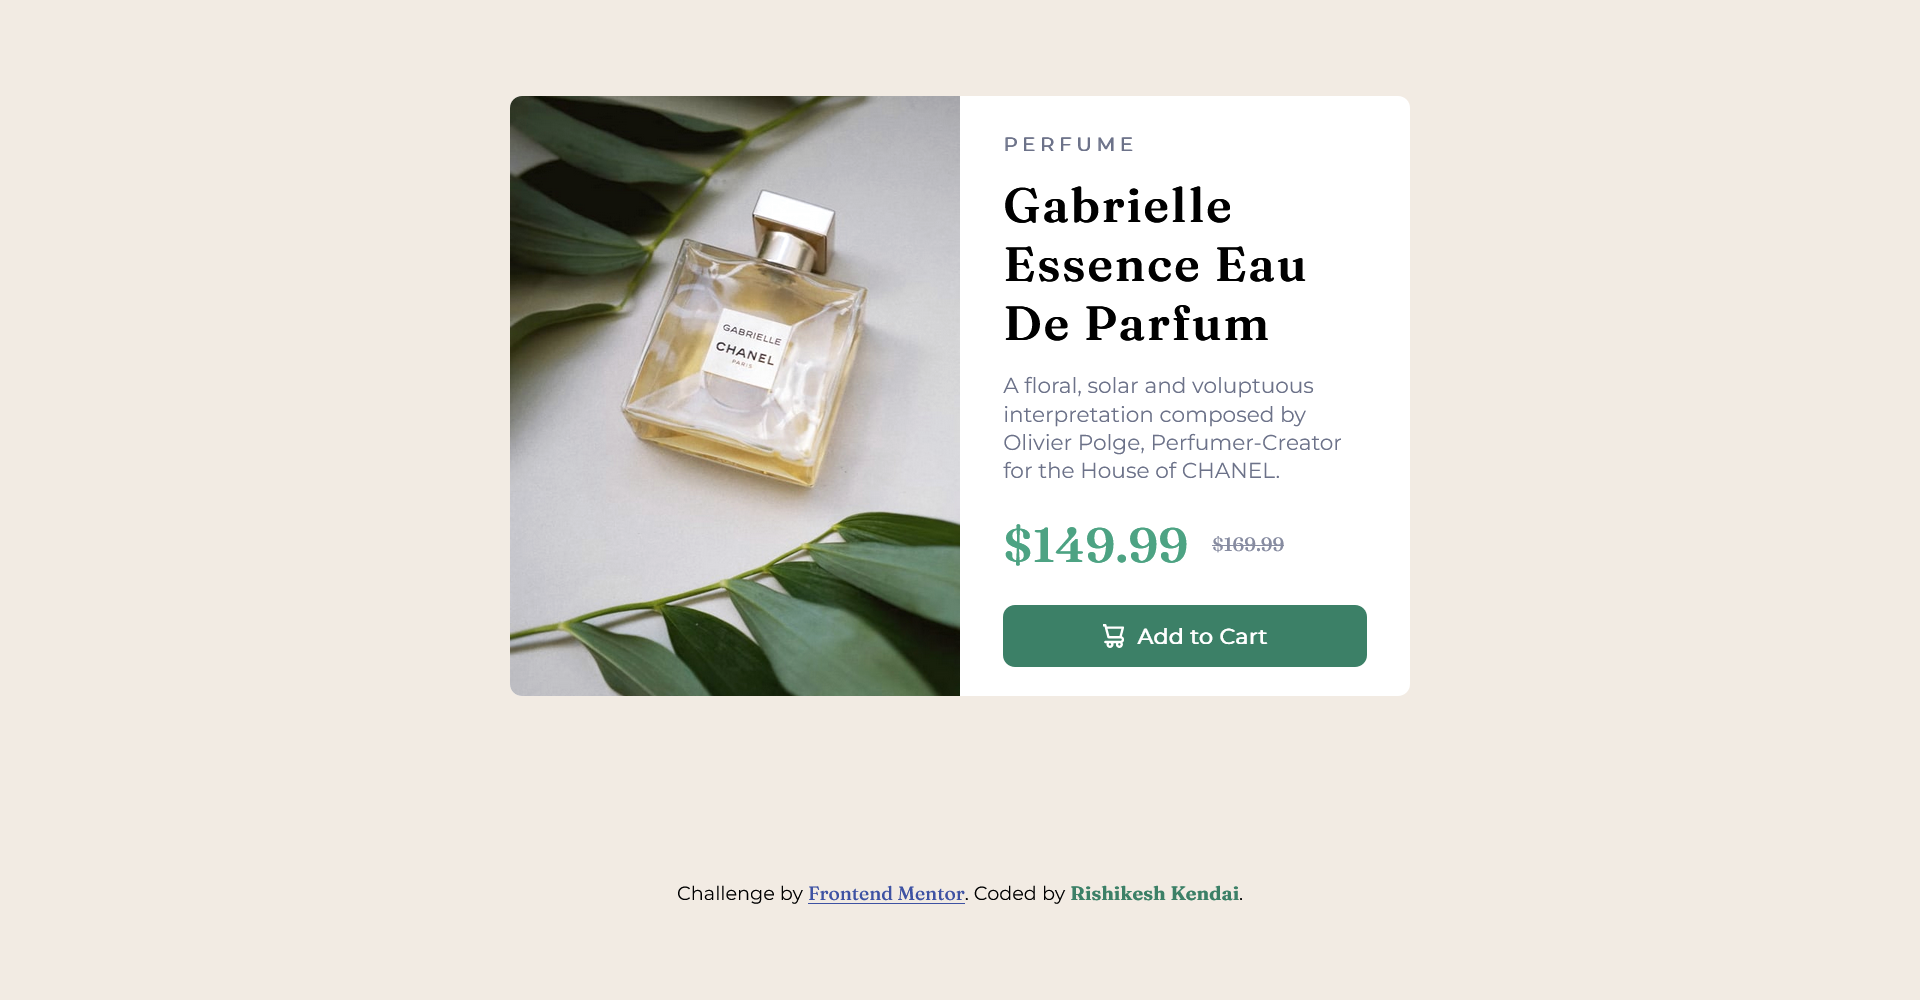 GABRIELLE
CHANEL
PARIS
PERFUME
Gabrielle
Essence Eau
De Parfum
A floral, solar and voluptuous
interpretation composed by
Olivier Polge, Perfumer-Creator
for the House of CHANEL.
$149.99 $169.99
Add to Cart
Challenge by Frontend Mentor. Coded by Rishikesh Kendai.